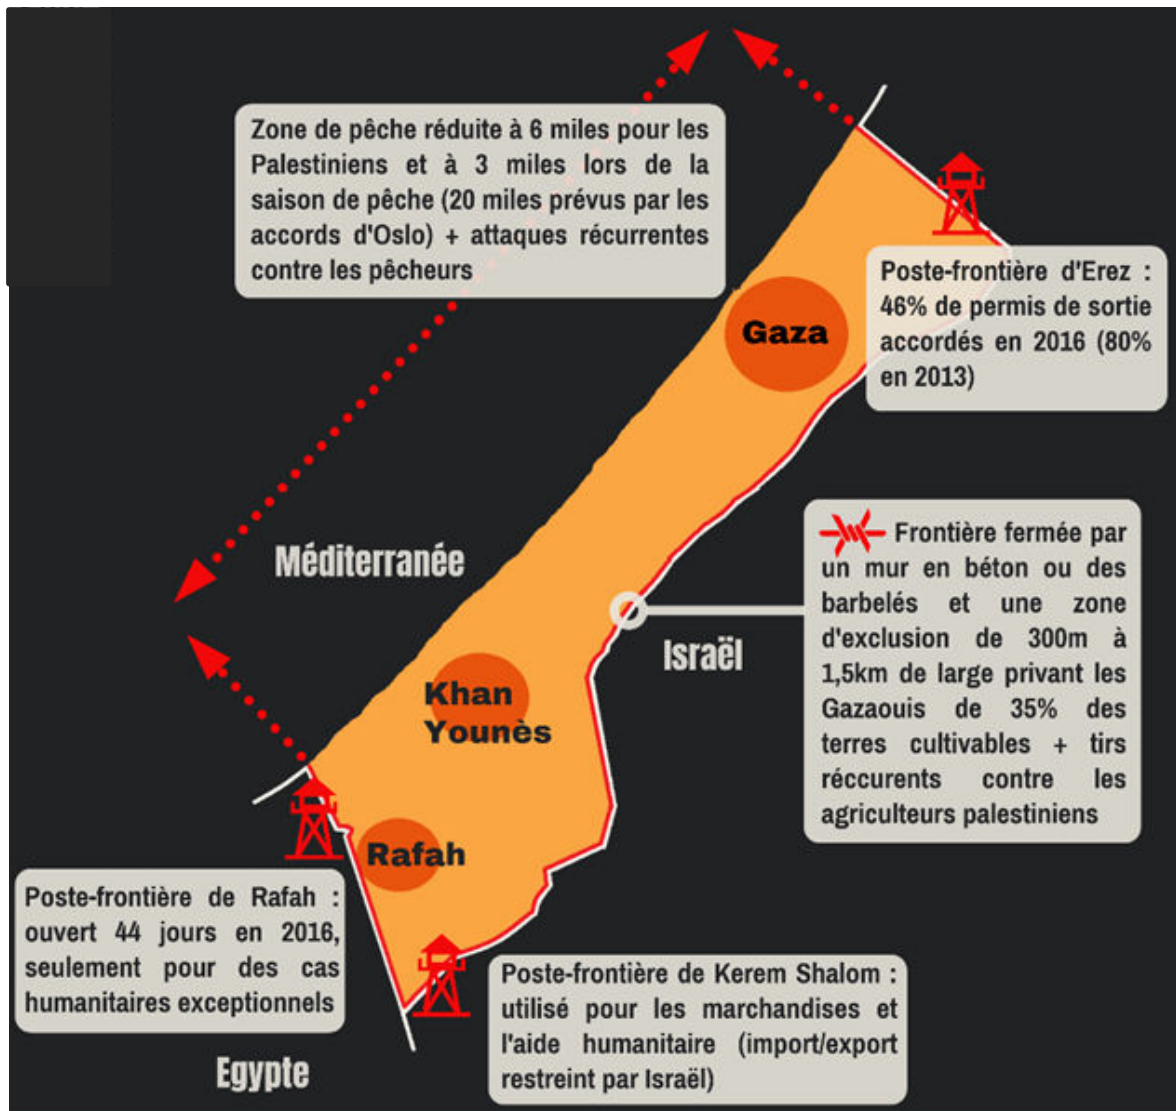 Zone de pêche réduite à 6 miles pour les
Palestiniens et à 3 miles lors de la
saison de pêche (20 miles prévus par les
accords d'Oslo) + attaques récurrentes
contre les pêcheurs
Poste-frontière d'Erez :
46% de permis de sortie
accordés en 2016 (80%
en 2013)
Gaza
Méditerranée
Frontière fermée par
un mur en béton ou des
barbelés et une zone
d'exclusion de 300m à
1,5km de large privant les
Gazaouis de 35% des
terres cultivables + tirs
réccurents contre les
agriculteurs palestiniens
Israël
Khan
Younès
Rafah
Poste-frontière de Rafah :
ouvert 44 jours en 2016,
seulement pour des cas
humanitaires exceptionnels
Poste-frontière de Kerem Shalom :
utilisé pour les marchandises et
l'aide humanitaire (import/export
restreint par Israël)
Egypte